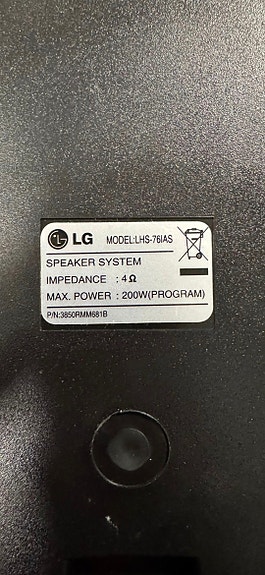 LG MODEL:LHS-76IAS
SPEAKER SYSTEM
IMPEDANCE : 4Ω
MAX. POWER : 200W(PROGRAM)
P/N:3850RMM681B